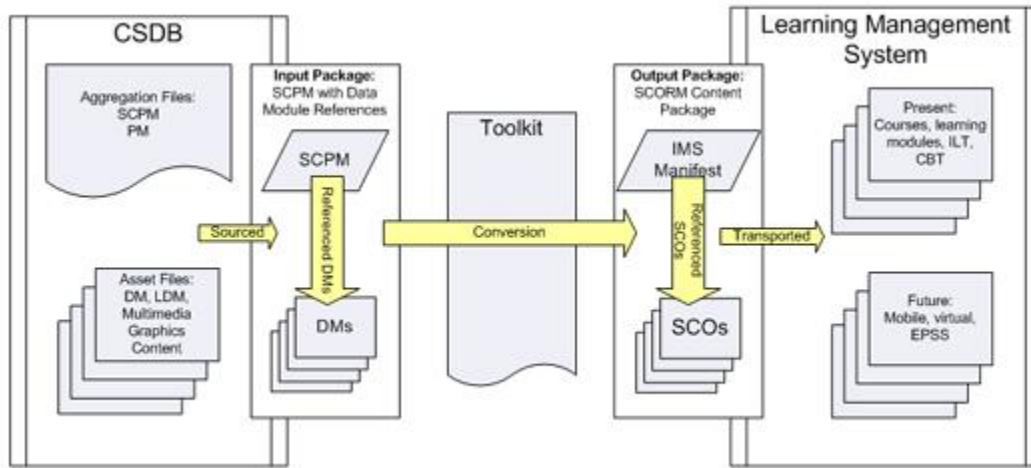 CSDB
Aggregation Files:
SCPM
PM
Asset Files:
DM, LDM,
Multimedia
Graphics
Content
Sourced
Input Package:
SCPM with Data
Module References
SCPM
Referenced DMs
DMs
Toolkit
Conversion
Output Package:
SCORM Content
Package
IMS
Manifest
Referenced
SCOs
SCOs
Transported
Learning Management
System
Present:
Courses, learning
modules, ILT,
CBT
Future:
Mobile, virtual,
EPSS